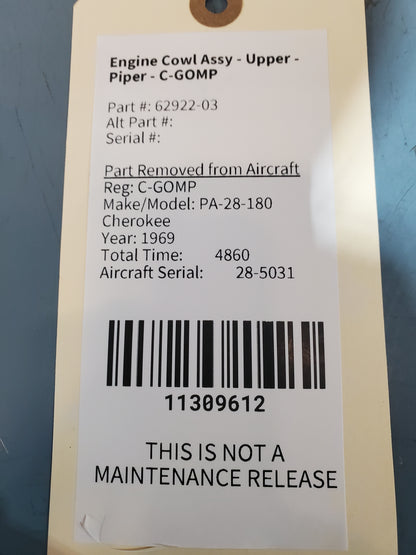 Engine Cowl Assy - Upper -
Piper - C-GOMP
Part #: 62922-03
Alt Part #:
Serial #:
Part Removed from Aircraft
Reg: C-GOMP
Make/Model: PA-28-180
Cherokee
Year: 1969
Total Time: 4860
Aircraft Serial: 28-5031
11309612
THIS IS NOT A
MAINTENANCE RELEASE